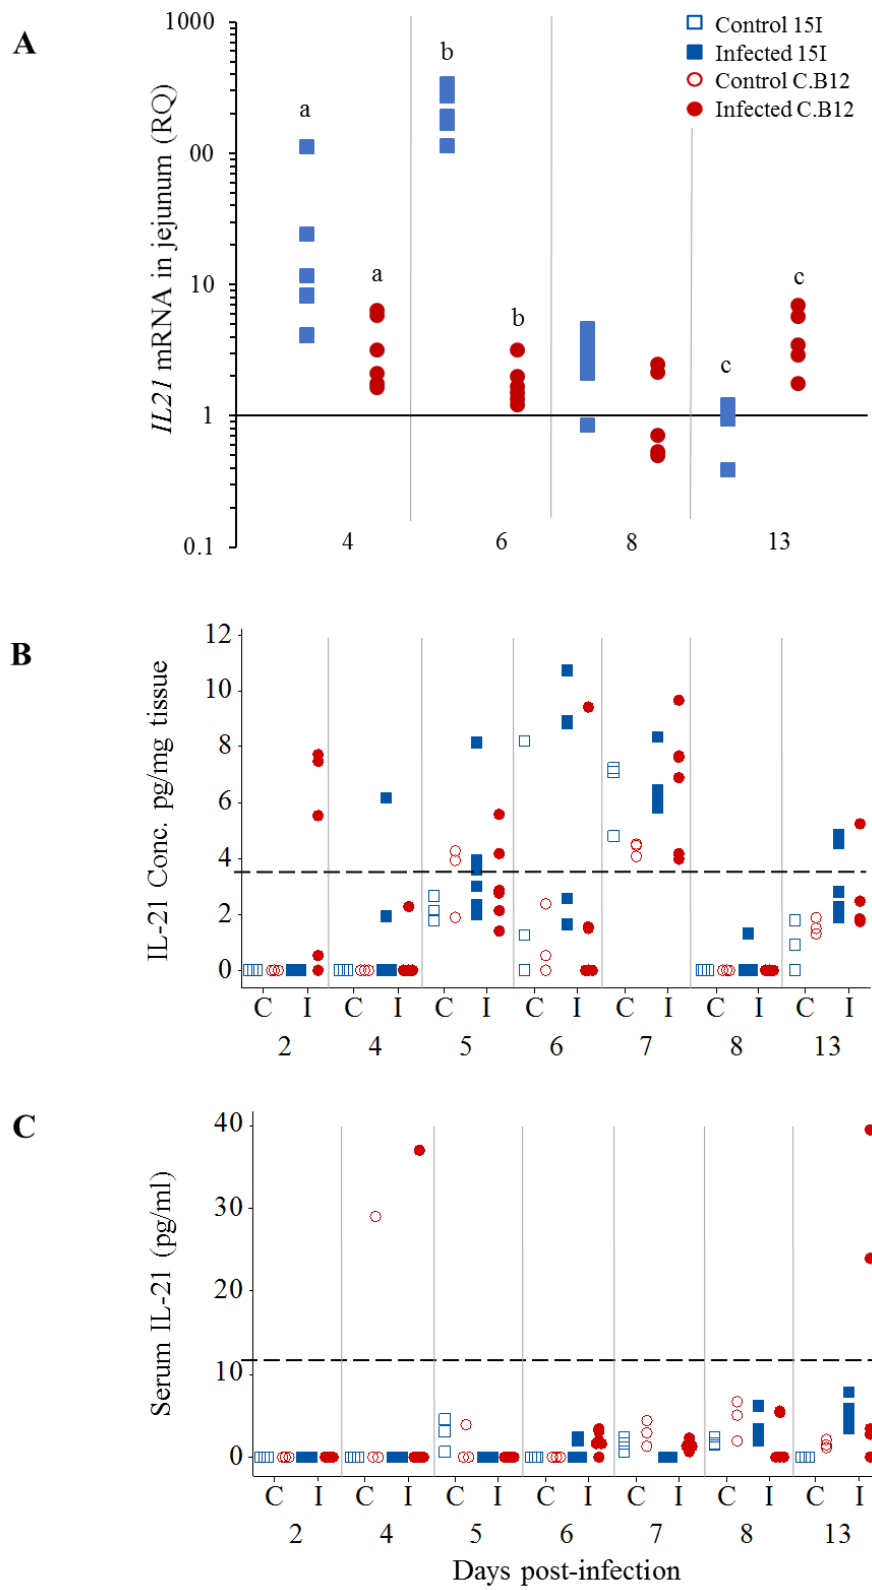 A
IL21 mRNA in jejunum (RQ)
1000
00
10
1
0.1
Control 15I
Infected 15I
Control C.B12
Infected C.B12
a
a
b
b
c
c
4 6 8 13
B
IL-21 Conc. pg/mg tissue
12
10
8
6
4
2
0
C I C I C I C I C I C I C I
2 4 5 6 7 8 13
C
Serum IL-21 (pg/ml)
40
30
20
10
0
C I C I C I C I C I C I C I
2 4 5 6 7 8 13
Days post-infection